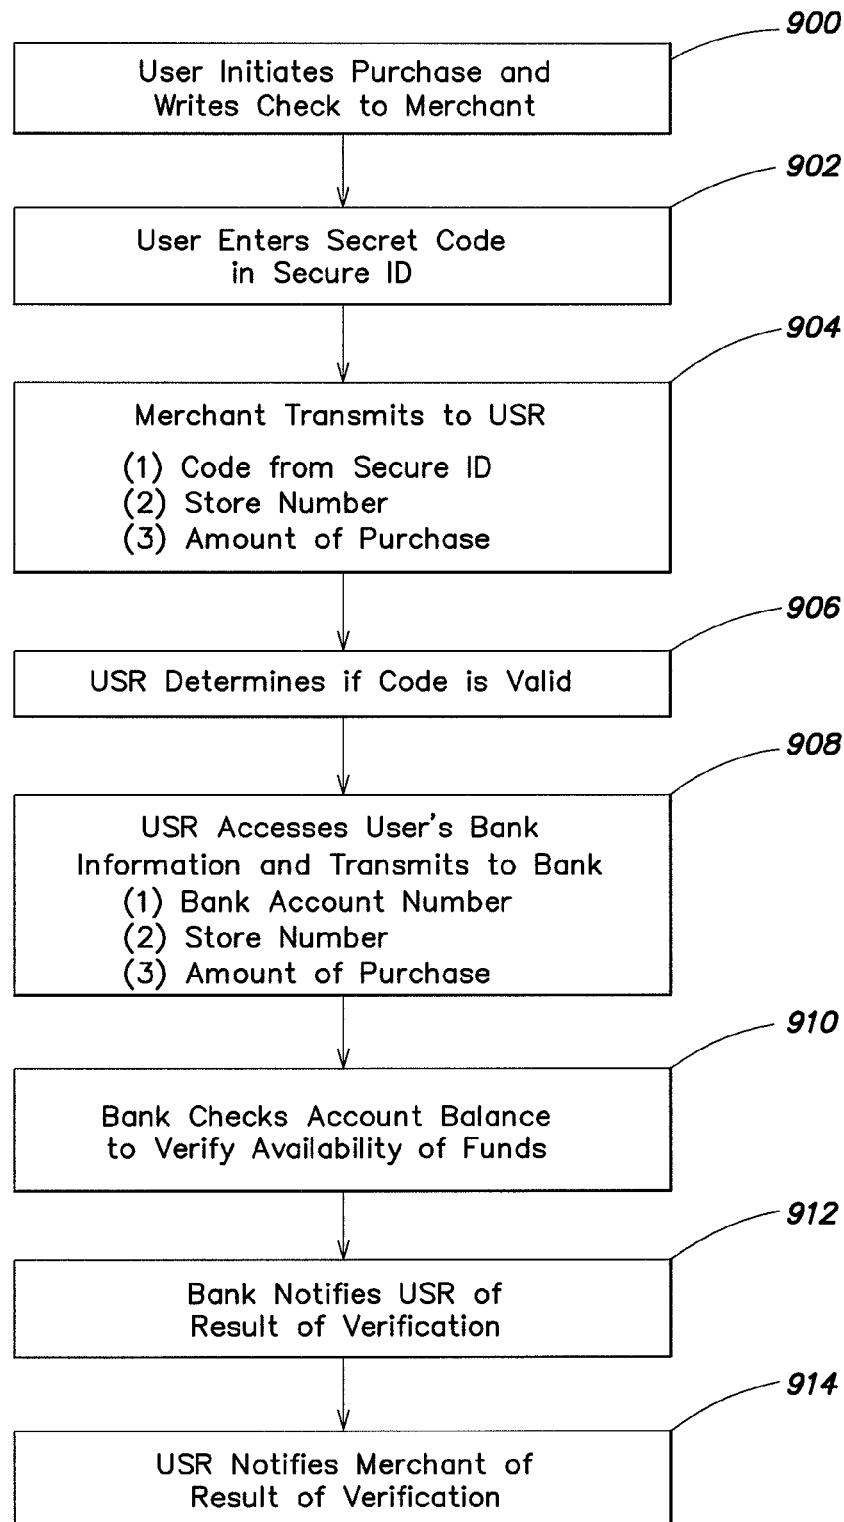 900
User Initiates Purchase and
Writes Check to Merchant
902
User Enters Secret Code
in Secure ID
904
Merchant Transmits to USR
(1) Code from Secure ID
(2) Store Number
(3) Amount of Purchase
906
USR Determines if Code is Valid
908
USR Accesses User's Bank
Information and Transmits to Bank
(1) Bank Account Number
(2) Store Number
(3) Amount of Purchase
910
Bank Checks Account Balance
to Verify Availability of Funds
912
Bank Notifies USR of
Result of Verification
914
USR Notifies Merchant of
Result of Verification